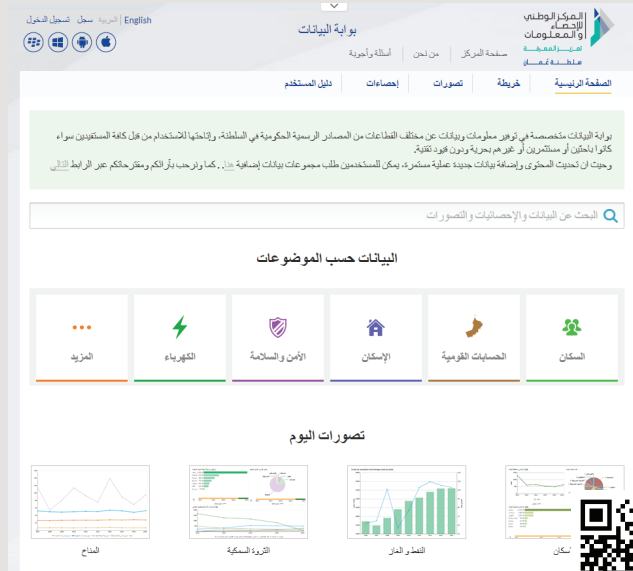 English | العربية سجل تسجيل الدخول
المركز الوطني
للإحصاء
والمعلومات
سلطنة عُمان
بوابة البيانات
صفحة المركز | من نحن | أسئلة وأجوبة
الصفحة الرئيسية خريطة تصورات إحصاءات دليل المستخدم
بوابة البيانات متخصصة في توفير معلومات وبيانات عن مختلف القطاعات من المصادر الرسمية الحكومية في السلطنة، وإتاحتها للاستخدام من قبل كافة المستفيدين سواء
كانوا باحثين أو مستثمرين أو غيرهم بحرية ودون قيود تقنية.
وحيث ان تحديث المحتوى وإضافة بيانات جديدة عملية مستمرة، يمكن للمستخدمين طلب مجموعات بيانات إضافية هنا.. كما ونرحب بآرائكم ومقترحاتكم عبر الرابط التالي
البحث عن البيانات والإحصائيات والتصورات
البيانات حسب الموضوعات
السكان
الحسابات القومية
الإسكان
الأمن والسلامة
الكهرباء
المزيد
تصورات اليوم
النفط و الغاز
الثروة السمكية
المناخ